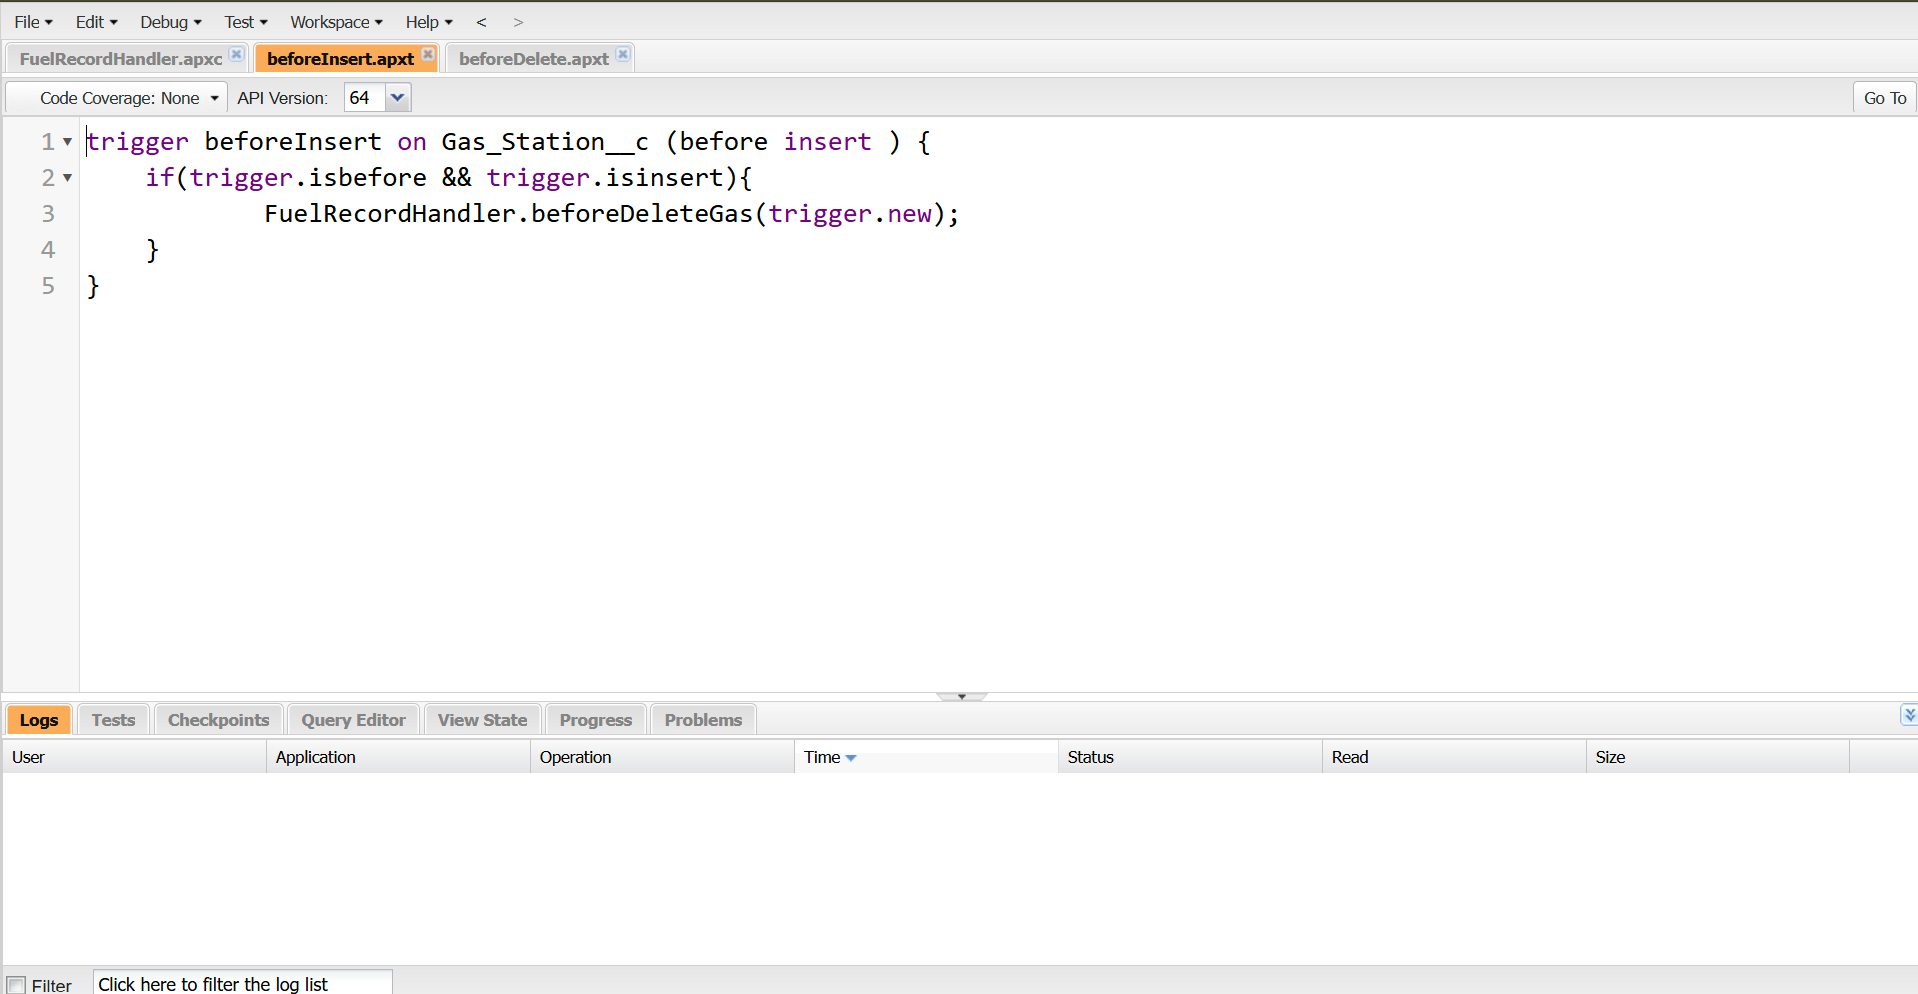 File Edit Debug Test Workspace Help < >
FuelRecordHandler.apxc beforeInsert.apxt beforeDelete.apxt
Code Coverage: None API Version: 64 Go To
1 trigger beforeInsert on Gas_Station__c (before insert ) {
2 if(trigger.isbefore && trigger.isinsert){
3 FuelRecordHandler.beforeDeleteGas(trigger.new);
4 }
5 }
Logs Tests Checkpoints Query Editor View State Progress Problems
User Application Operation Time Status Read Size
Filter Click here to filter the log list